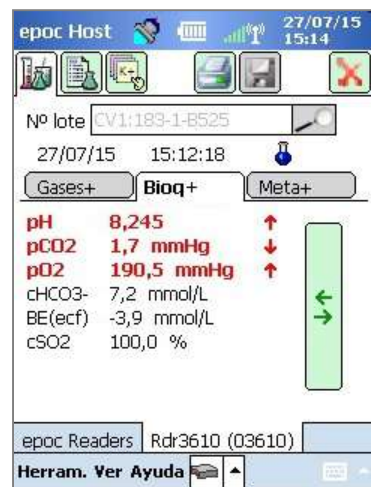 epoc Host 27/07/15
15:14
Nº lote CV1:183-1-B525
27/07/15 15:12:18
Gases+ Bioq+ Meta+
pH 8,245 ↑
pCO2 1,7 mmHg ↓
pO2 190,5 mmHg ↑
cHCO3- 7,2 mmol/L
BE(ecf) -3,9 mmol/L
cSO2 100,0 %
epoc Readers Rdr3610 (03610)
Herram. Ver Ayuda